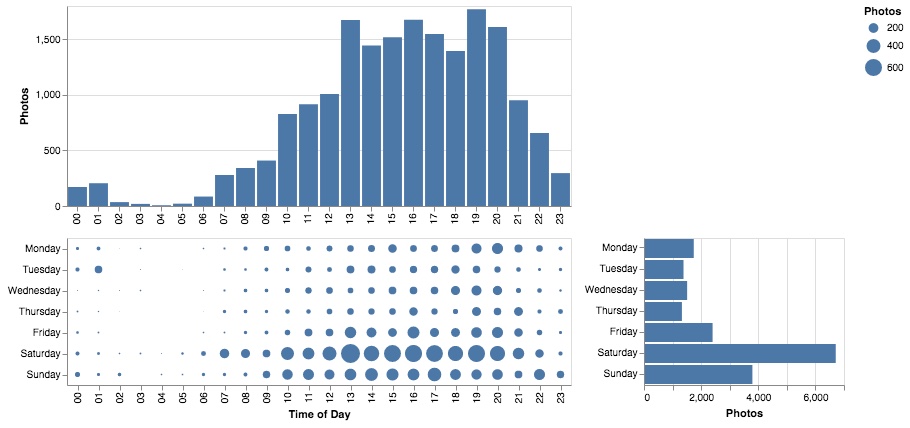 Photos
200
400
600
Photos
1,500
1,000
500
0
00 01 02 03 04 05 06 07 08 09 10 11 12 13 14 15 16 17 18 19 20 21 22 23
Monday
Tuesday
Wednesday
Thursday
Friday
Saturday
Sunday
00 01 02 03 04 05 06 07 08 09 10 11 12 13 14 15 16 17 18 19 20 21 22 23
Time of Day
Monday
Tuesday
Wednesday
Thursday
Friday
Saturday
Sunday
0 2,000 4,000 6,000
Photos